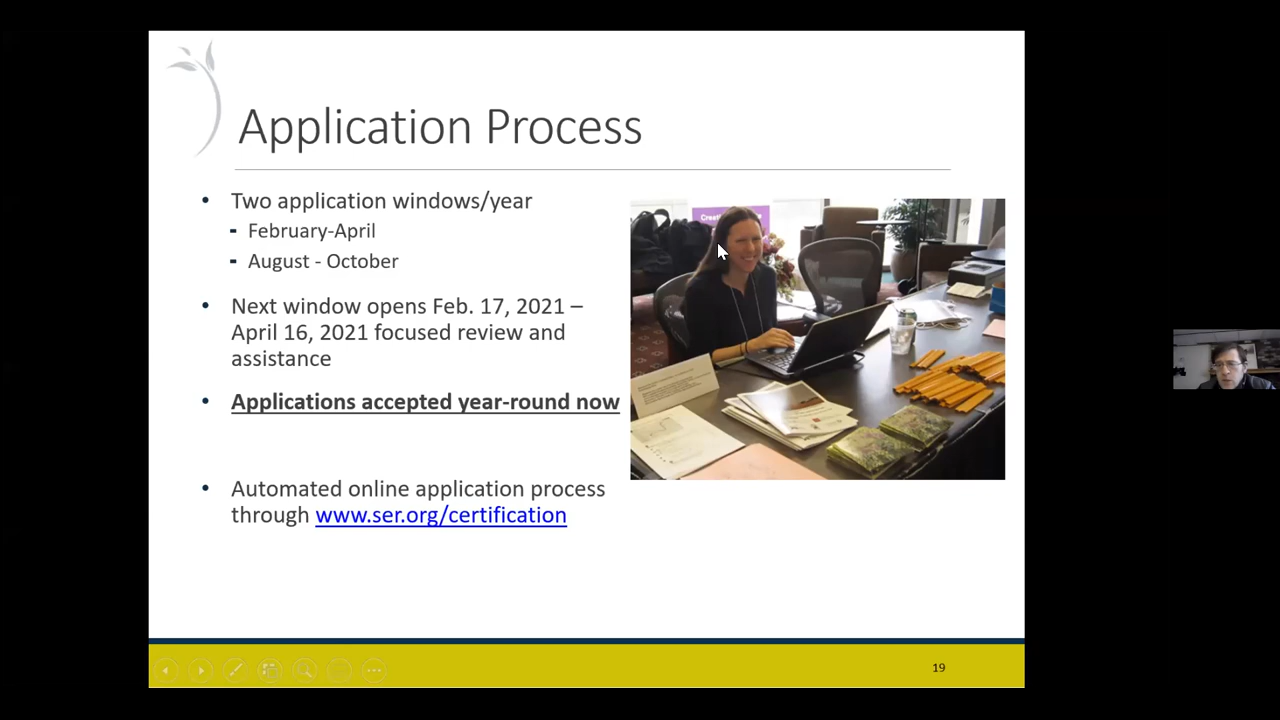 Application Process
• Two application windows/year
- February-April
- August - October
• Next window opens Feb. 17, 2021 –
April 16, 2021 focused review and
assistance
• Applications accepted year-round now
• Automated online application process
through www.ser.org/certification
19